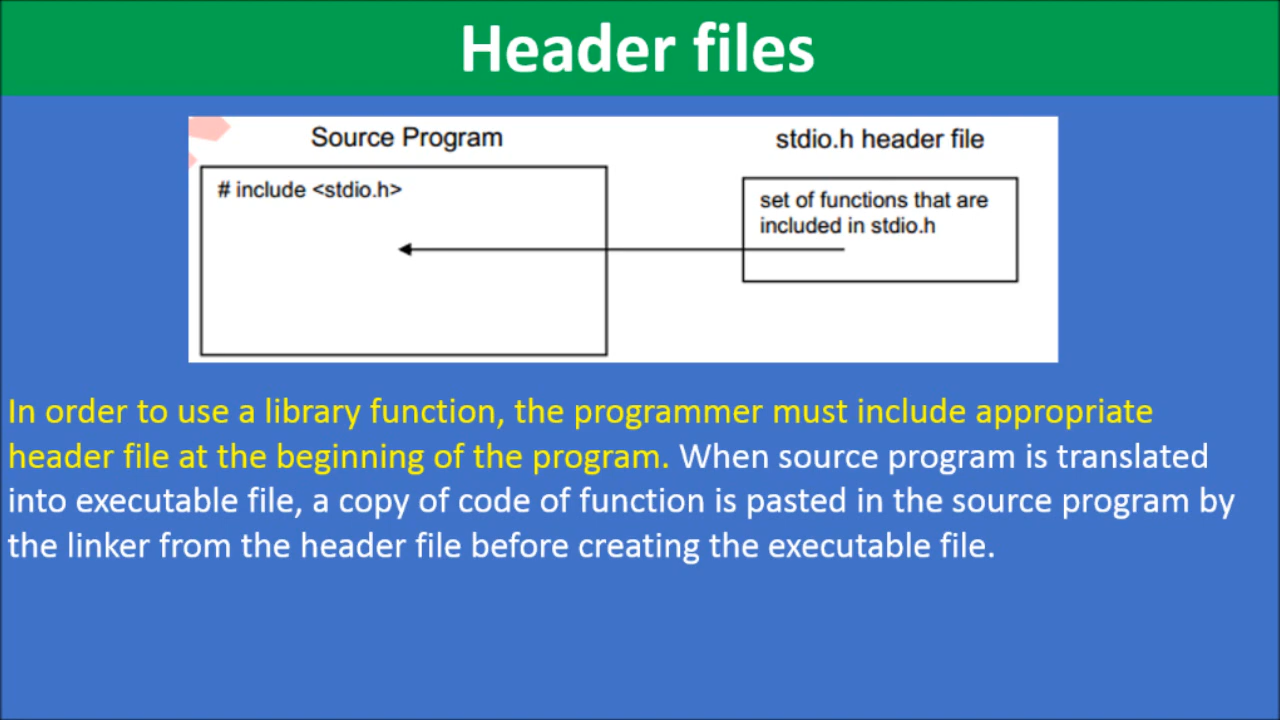 Header files
Source Program
stdio.h header file
# include <stdio.h>
set of functions that are
included in stdio.h
In order to use a library function, the programmer must include appropriate
header file at the beginning of the program. When source program is translated
into executable file, a copy of code of function is pasted in the source program by
the linker from the header file before creating the executable file.